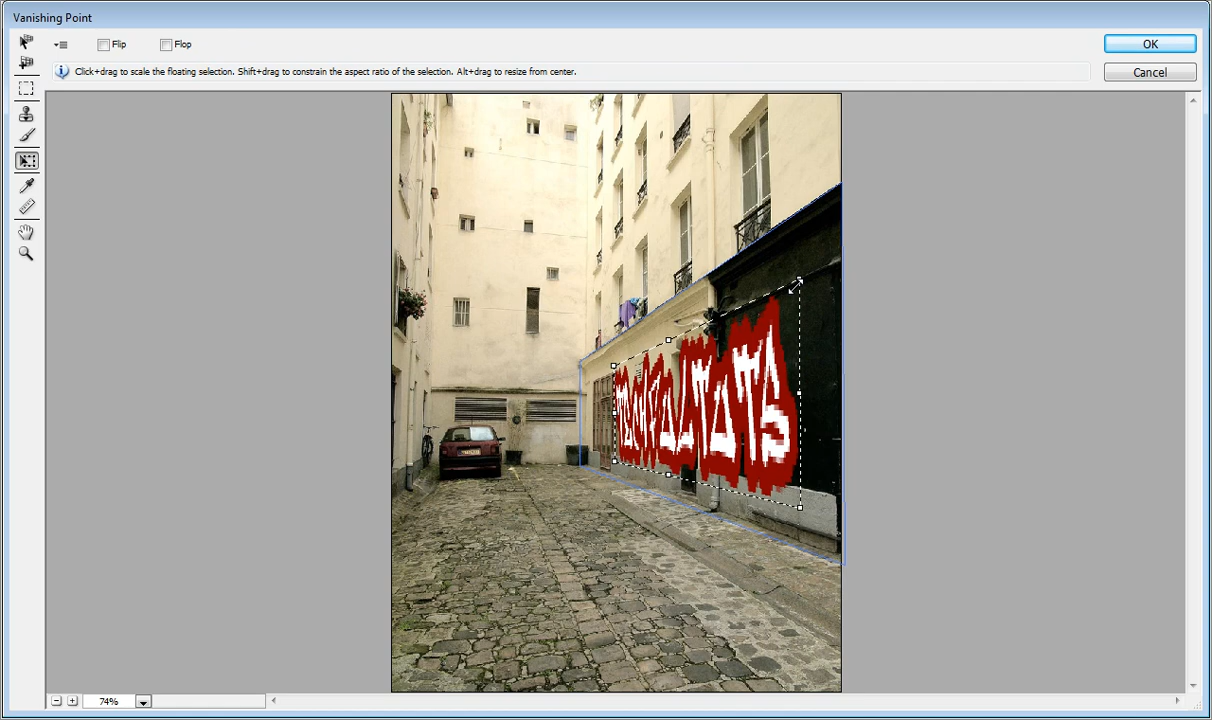 Vanishing Point
Flip
Flop
OK
Click+drag to scale the floating selection. Shift+drag to constrain the aspect ratio of the selection. Alt+drag to resize from center.
Cancel
74%